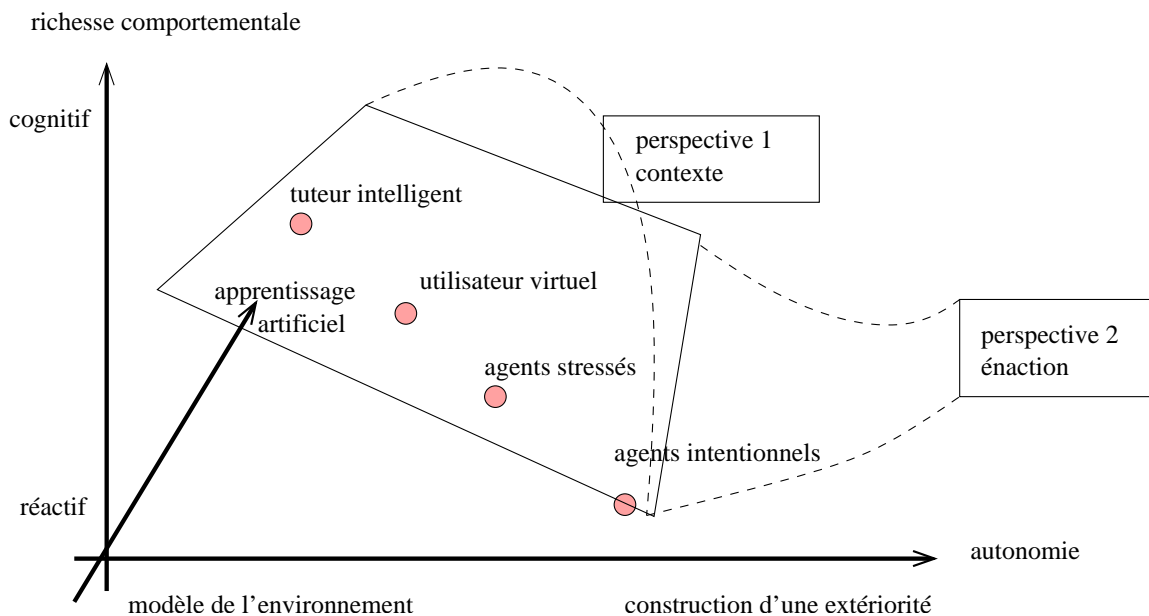 richesse comportementale
cognitif
perspective 1
contexte
tuteur intelligent
utilisateur virtuel
apprentissage
artificiel
perspective 2
énaction
agents stressés
agents intentionnels
réactif
autonomie
modèle de l'environnement
construction d'une extériorité